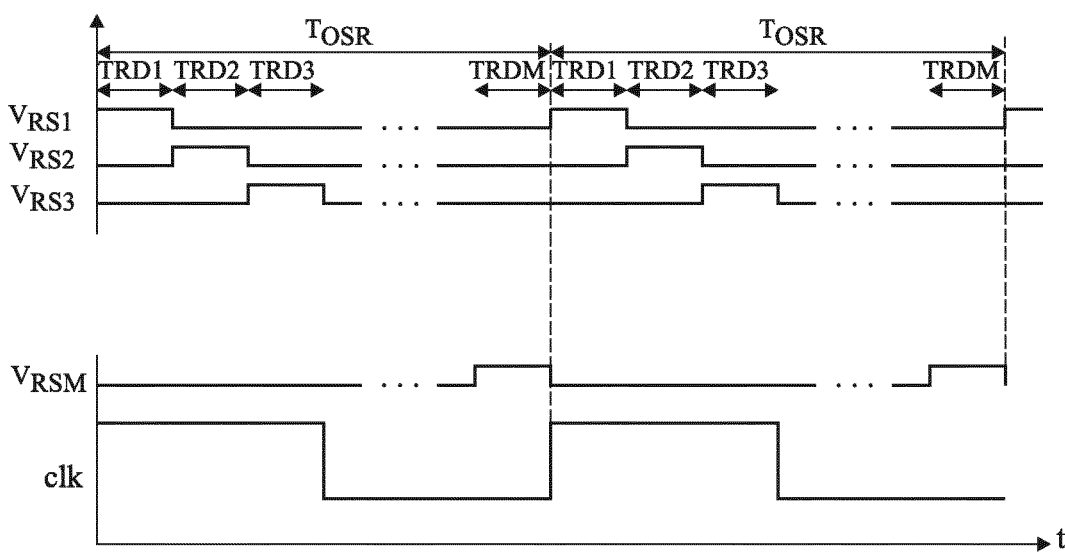 TOSR TOSR
TRD1 TRD2 TRD3 TRDM TRD1 TRD2 TRD3 TRDM
VRS1 . . . . . .
VRS2 . . . . . .
VRS3 . . . . . .
VRSM . . . . . .
clk
t